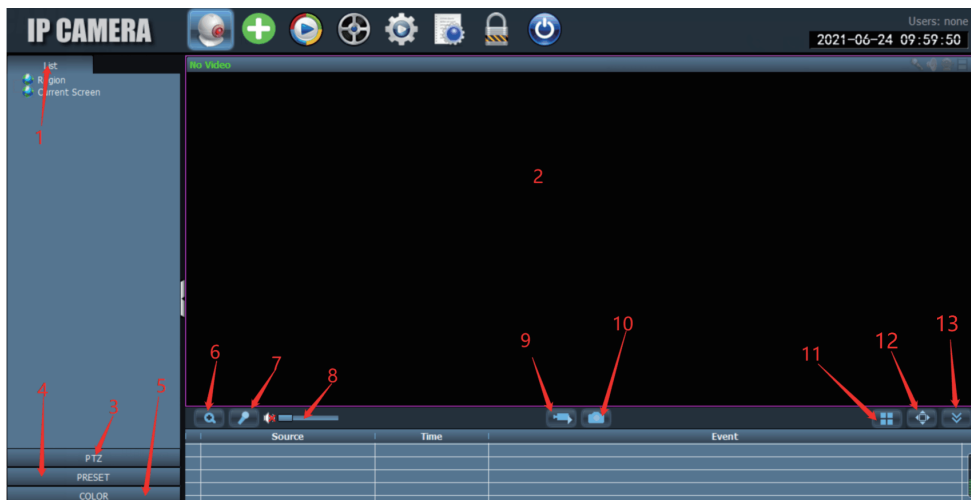 IP CAMERA
Users: none
2021-06-24 09:59:50
List
No Video
Region
Current Screen
1
2
6
7
8
9
10
11
12
13
4
3
5
Source Time Event
PTZ
PRESET
COLOR